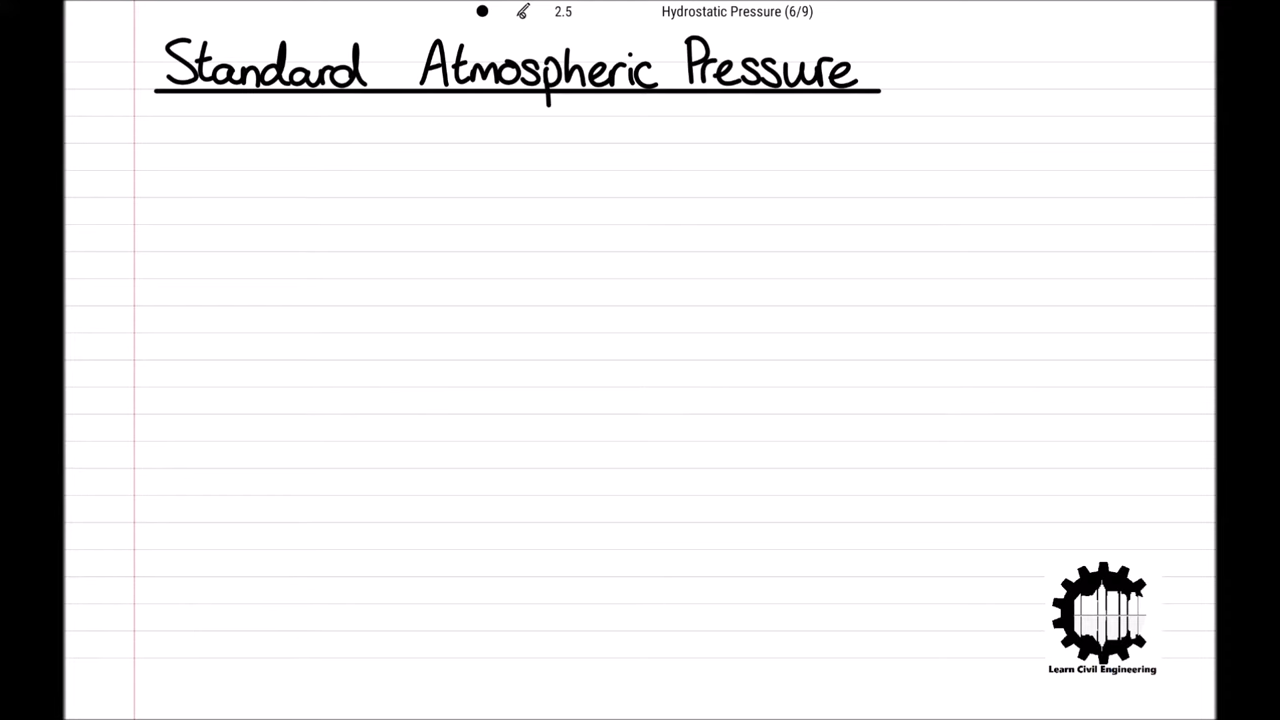 2.5 Hydrostatic Pressure (6/9)
Standard Atmospheric Pressure
Learn Civil Engineering